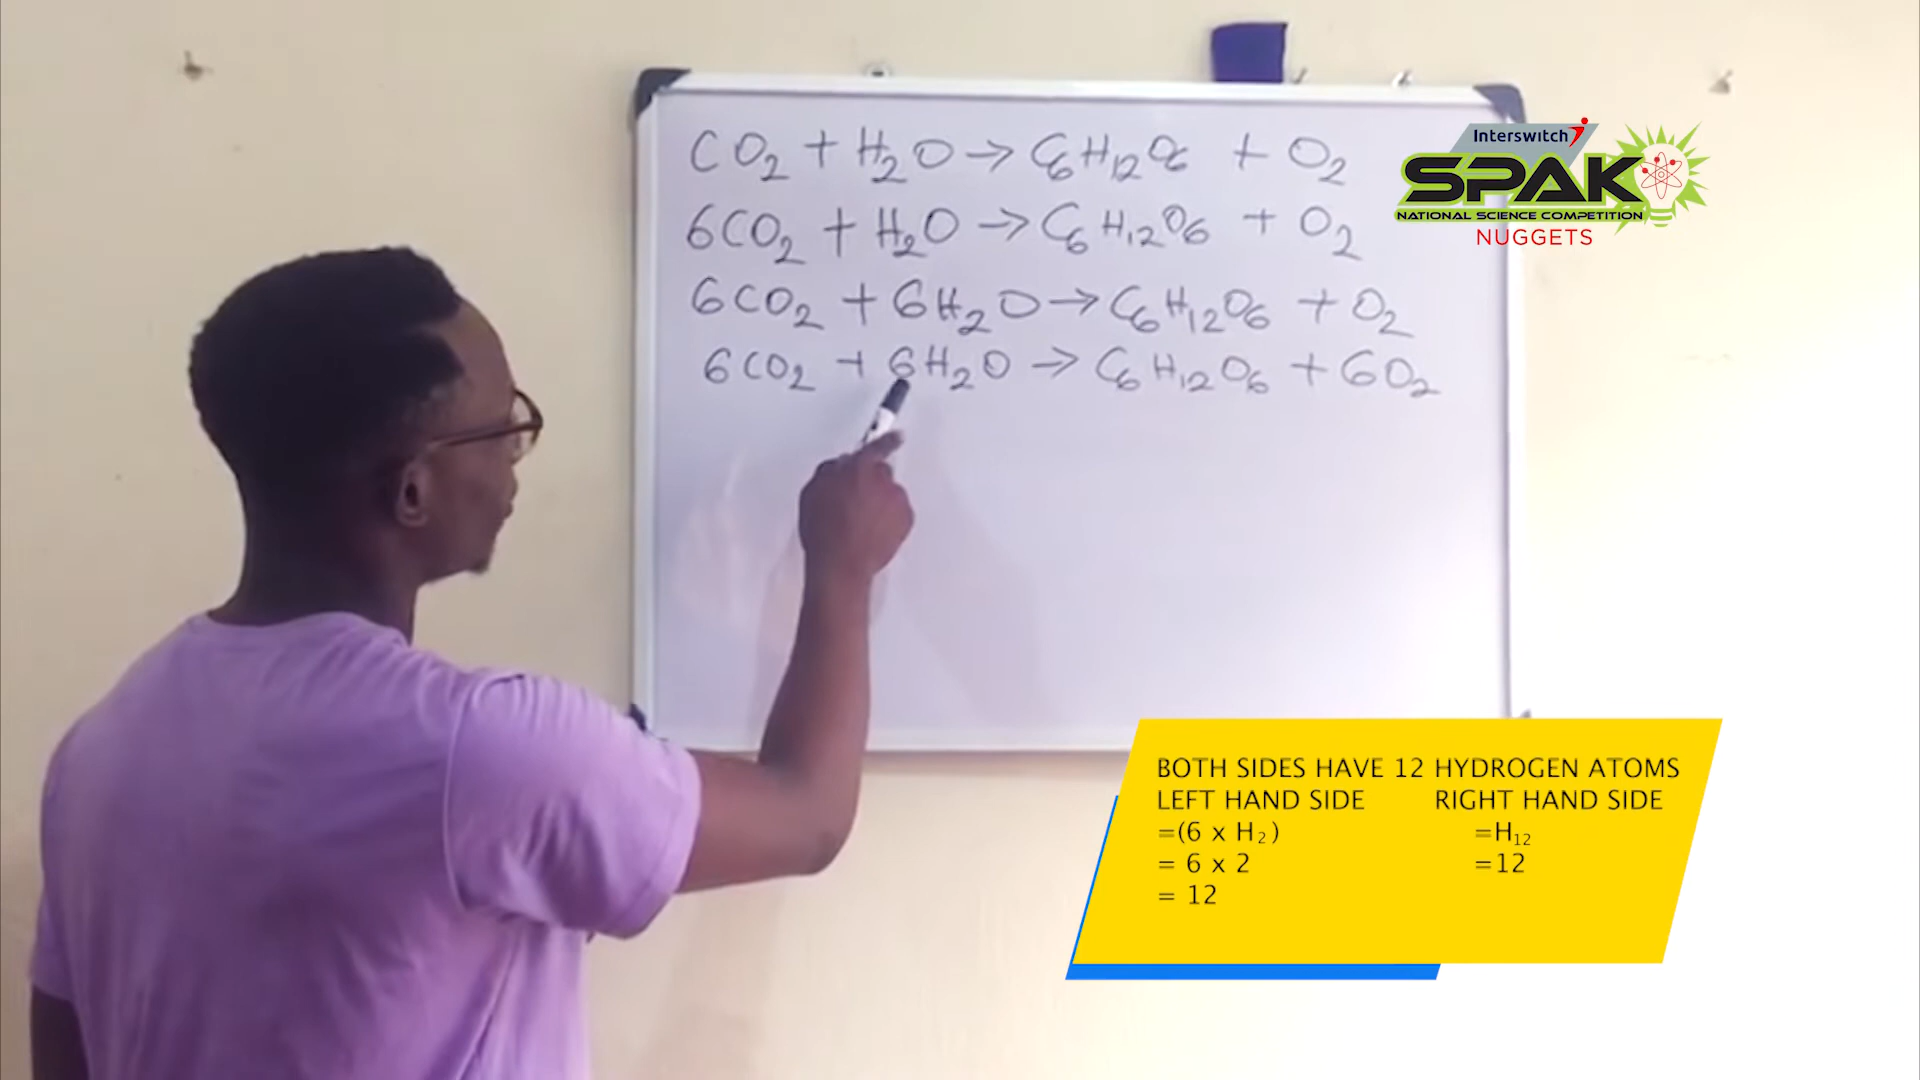 CO₂ + H₂O → C₆H₁₂O₆ + O₂
6CO₂ + H₂O → C₆H₁₂O₆ + O₂
6CO₂ + 6H₂O → C₆H₁₂O₆ + O₂
6CO₂ + 6H₂O → C₆H₁₂O₆ + 6O₂
Interswitch
SPAK
NATIONAL SCIENCE COMPETITION
NUGGETS
BOTH SIDES HAVE 12 HYDROGEN ATOMS
LEFT HAND SIDE RIGHT HAND SIDE
=(6 x H₂) =H₁₂
= 6 x 2 =12
= 12